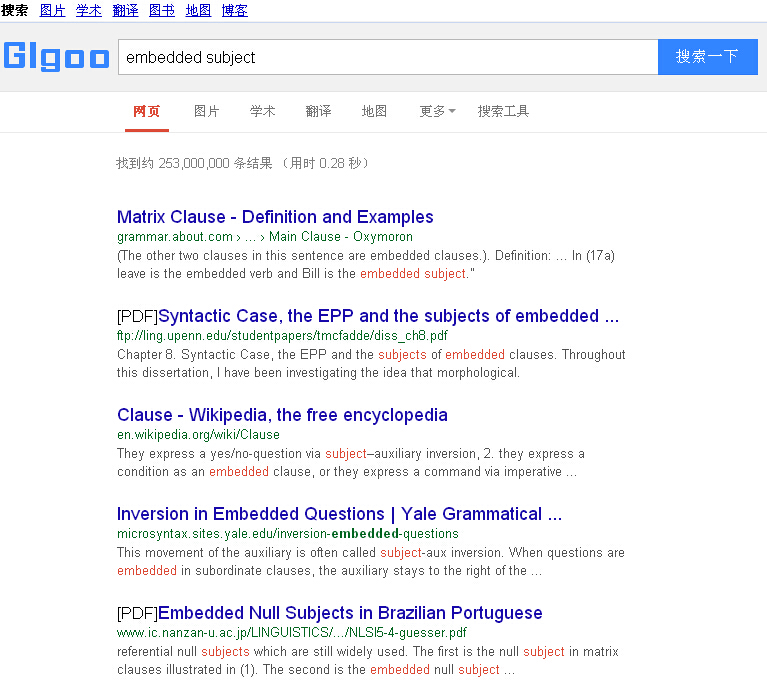 搜索 图片 学术 翻译 图书 地图 博客
Glgoo embedded subject 搜索一下
网页 图片 学术 翻译 地图 更多 搜索工具
找到约 253,000,000 条结果 （用时 0.28 秒）
Matrix Clause - Definition and Examples
grammar.about.com › ... › Main Clause - Oxymoron
(The other two clauses in this sentence are embedded clauses.). Definition: ... In (17a)
leave is the embedded verb and Bill is the embedded subject."
[PDF]Syntactic Case, the EPP and the subjects of embedded ...
ftp://ling.upenn.edu/studentpapers/tmcfadde/diss_ch8.pdf
Chapter 8. Syntactic Case, the EPP and the subjects of embedded clauses. Throughout
this dissertation, I have been investigating the idea that morphological.
Clause - Wikipedia, the free encyclopedia
en.wikipedia.org/wiki/Clause
They express a yes/no-question via subject–auxiliary inversion, 2. they express a
condition as an embedded clause, or they express a command via imperative ...
Inversion in Embedded Questions | Yale Grammatical ...
microsyntax.sites.yale.edu/inversion-embedded-questions
This movement of the auxiliary is often called subject-aux inversion. When questions are
embedded in subordinate clauses, the auxiliary stays to the right of the ...
[PDF]Embedded Null Subjects in Brazilian Portuguese
www.ic.nanzan-u.ac.jp/LINGUISTICS/.../NLSI5-4-guesser.pdf
referential null subjects which are still widely used. The first is the null subject in matrix
clauses illustrated in (1). The second is the embedded null subject ...